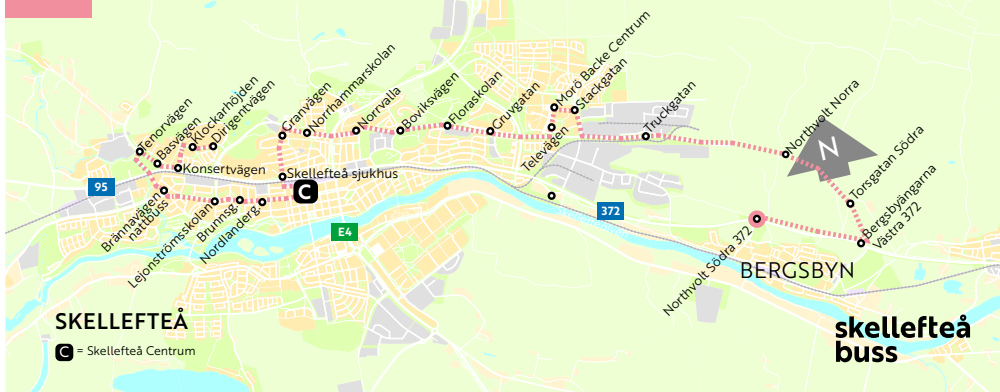 Tenorvägen
Basvägen
Klockarhöjden
Dirigentvägen
Konsertvägen
Granvägen
Norrhammarskolan
Norrvalla
Boviksvägen
Floraskolan
Gruvgatan
Morö Backe Centrum
Stackgatan
Televägen
Truckgatan
Northvolt Norra
N
Torsgatan Södra
Bergsbyängarna
Västra 372
Northvolt Södra 372
Skellefteå sjukhus
C
Brännavägen
nattbuss
Lejonströmsskolan
Brunnsg
Nordlanderg
95
E4
372
BERGSBYN
SKELLEFTEÅ
C = Skellefteå Centrum
skellefteå
buss